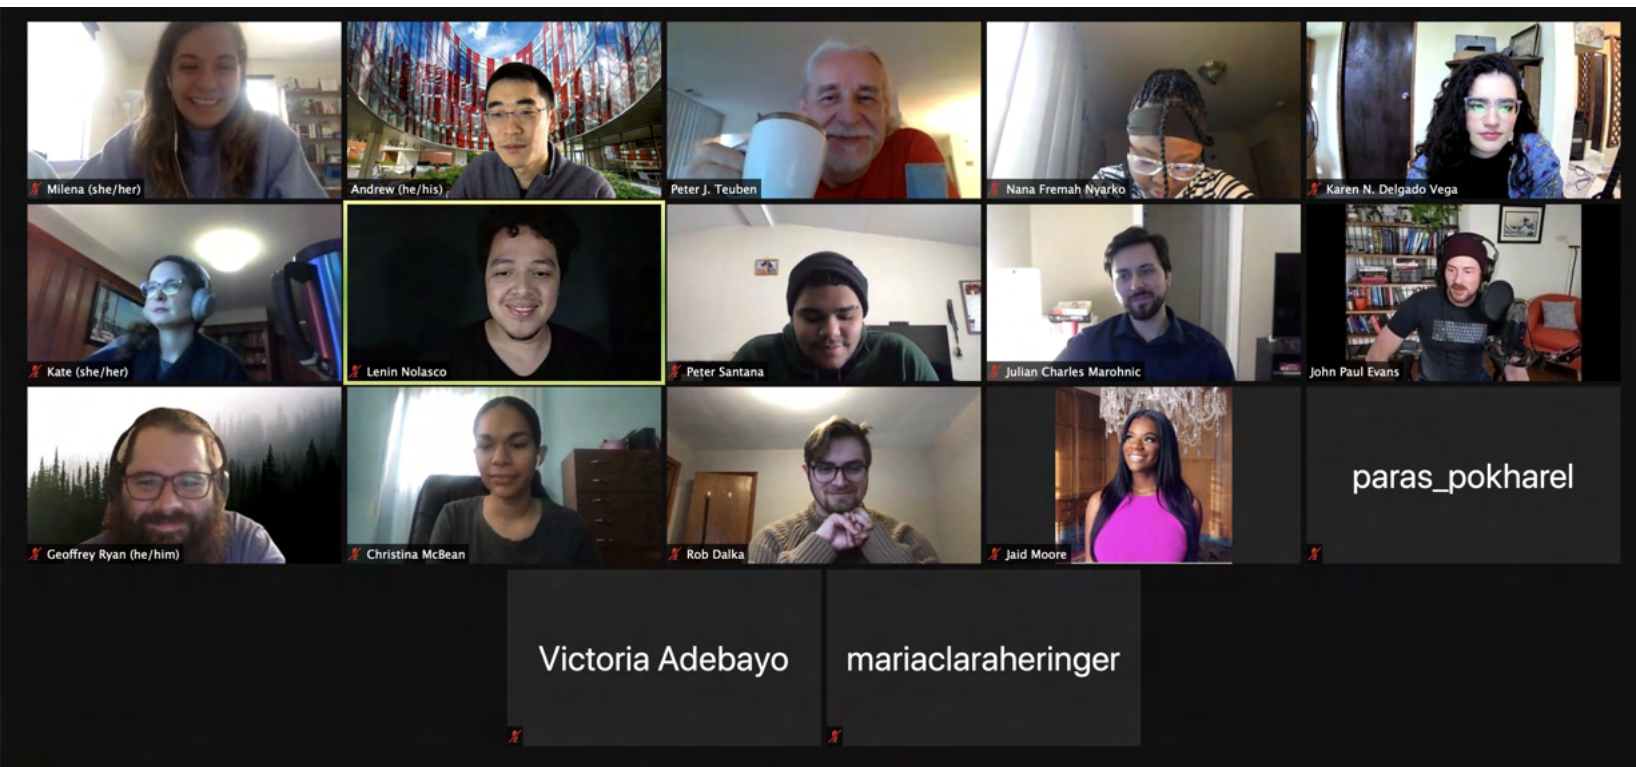 Milena (she/her)
Andrew (he/his)
Peter J. Teuben
Nana Fremah Nyarko
Karen N. Delgado Vega
Kate (she/her)
Lenin Nolasco
Peter Santana
Julian Charles Marohnic
John Paul Evans
Geoffrey Ryan (he/him)
Christina McBean
Rob Dalka
Jaid Moore
paras_pokharel
Victoria Adebayo
mariaclaraheringer